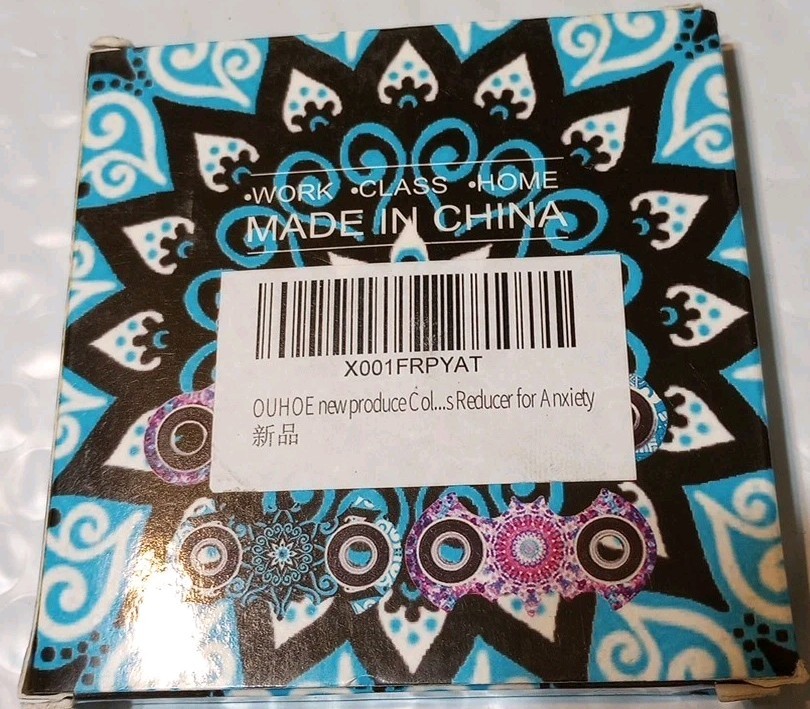 •WORK •CLASS •HOME
MADE IN CHINA
X001FRPYAT
OUHOE new produce Col...s Reducer for Anxiety
新品